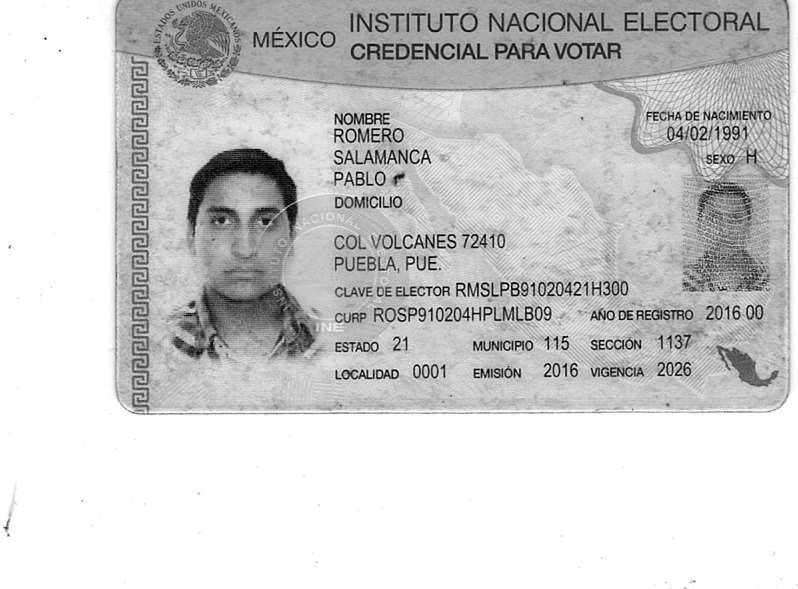 ESTADOS UNIDOS MEXICANOS
MÉXICO
INSTITUTO NACIONAL ELECTORAL
CREDENCIAL PARA VOTAR
NOMBRE
ROMERO
SALAMANCA
PABLO
FECHA DE NACIMIENTO
04/02/1991
SEXO H
DOMICILIO
COL VOLCANES 72410
PUEBLA, PUE.
CLAVE DE ELECTOR RMSLPB91020421H300
CURP ROSP910204HPLMLB09 AÑO DE REGISTRO 2016 00
ESTADO 21 MUNICIPIO 115 SECCIÓN 1137
LOCALIDAD 0001 EMISIÓN 2016 VIGENCIA 2026
NACIONAL
INE